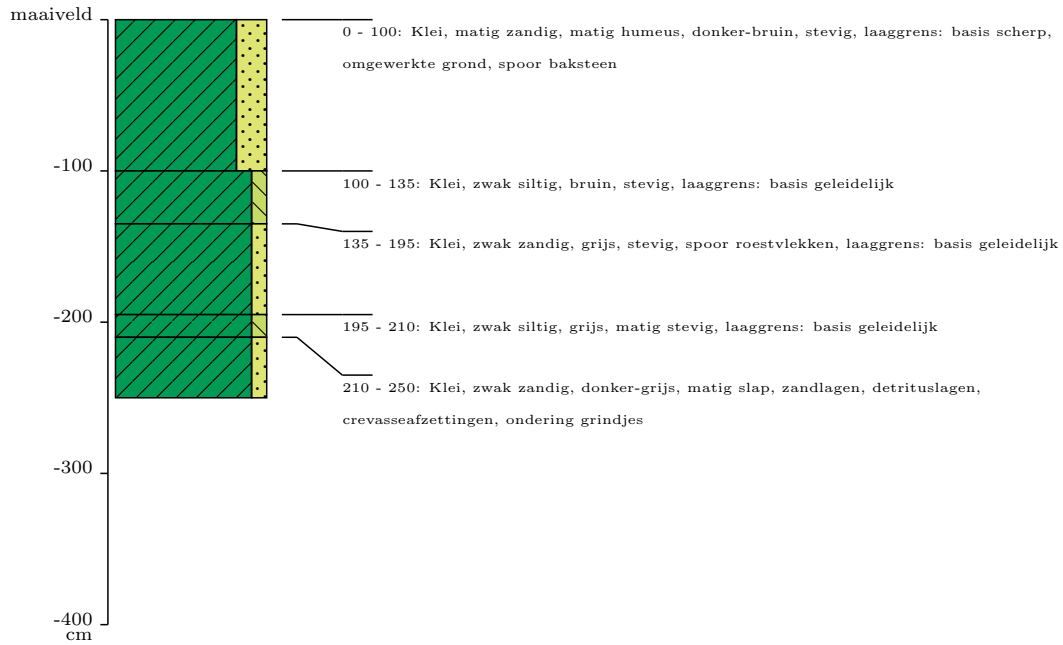 maaiveld
0 - 100: Klei, matig zandig, matig humeus, donker-bruin, stevig, laaggrens: basis scherp,
omgewerkte grond, spoor baksteen
-100
100 - 135: Klei, zwak siltig, bruin, stevig, laaggrens: basis geleidelijk
135 - 195: Klei, zwak zandig, grijs, stevig, spoor roestvlekken, laaggrens: basis geleidelijk
-200
195 - 210: Klei, zwak siltig, grijs, matig stevig, laaggrens: basis geleidelijk
210 - 250: Klei, zwak zandig, donker-grijs, matig slap, zandlagen, detrituslagen,
crevasseafzettingen, ondering grindjes
-300
-400
cm